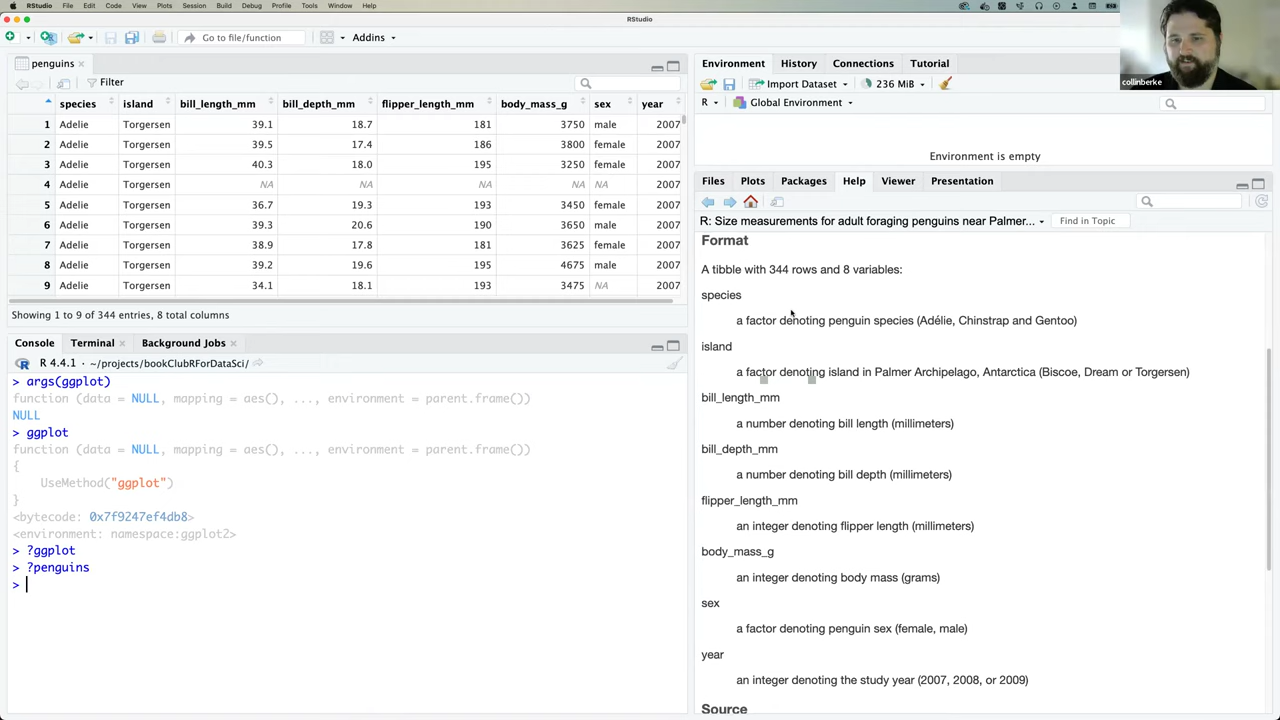 RStudio File Edit Code View Plots Session Build Debug Profile Tools Window Help
RStudio
Go to file/function Addins
penguins
Filter
species island bill_length_mm bill_depth_mm flipper_length_mm body_mass_g sex year
1 Adelie Torgersen 39.1 18.7 181 3750 male 2007
2 Adelie Torgersen 39.5 17.4 186 3800 female 2007
3 Adelie Torgersen 40.3 18.0 195 3250 female 2007
4 Adelie Torgersen NA NA NA NA NA 2007
5 Adelie Torgersen 36.7 19.3 193 3450 female 2007
6 Adelie Torgersen 39.3 20.6 190 3650 male 2007
7 Adelie Torgersen 38.9 17.8 181 3625 female 2007
8 Adelie Torgersen 39.2 19.6 195 4675 male 2007
9 Adelie Torgersen 34.1 18.1 193 3475 NA 2007
Showing 1 to 9 of 344 entries, 8 total columns
Console Terminal Background Jobs
R 4.4.1 · ~/projects/bookClubRForDataSci/
> args(ggplot)
function (data = NULL, mapping = aes(), ..., environment = parent.frame())
NULL
> ggplot
function (data = NULL, mapping = aes(), ..., environment = parent.frame())
{
UseMethod("ggplot")
}
<bytecode: 0x7f9247ef4db8>
<environment: namespace:ggplot2>
> ?ggplot
> ?penguins
>
Environment History Connections Tutorial
Import Dataset 236 MiB
R Global Environment
Environment is empty
Files Plots Packages Help Viewer Presentation
R: Size measurements for adult foraging penguins near Palmer... Find in Topic
Format
A tibble with 344 rows and 8 variables:
species
a factor denoting penguin species (Adélie, Chinstrap and Gentoo)
island
a factor denoting island in Palmer Archipelago, Antarctica (Biscoe, Dream or Torgersen)
bill_length_mm
a number denoting bill length (millimeters)
bill_depth_mm
a number denoting bill depth (millimeters)
flipper_length_mm
an integer denoting flipper length (millimeters)
body_mass_g
an integer denoting body mass (grams)
sex
a factor denoting penguin sex (female, male)
year
an integer denoting the study year (2007, 2008, or 2009)
Source
collinberke